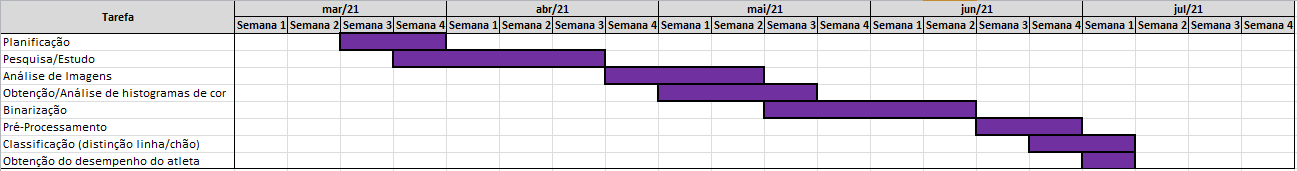 Tarefa mar/21 abr/21 mai/21 jun/21 jul/21
Semana 1 Semana 2 Semana 3 Semana 4 Semana 1 Semana 2 Semana 3 Semana 4 Semana 1 Semana 2 Semana 3 Semana 4 Semana 1 Semana 2 Semana 3 Semana 4 Semana 1 Semana 2 Semana 3 Semana 4
Planificação
Pesquisa/Estudo
Análise de Imagens
Obtenção/Análise de histogramas de cor
Binarização
Pré-Processamento
Classificação (distinção linha/chão)
Obtenção do desempenho do atleta